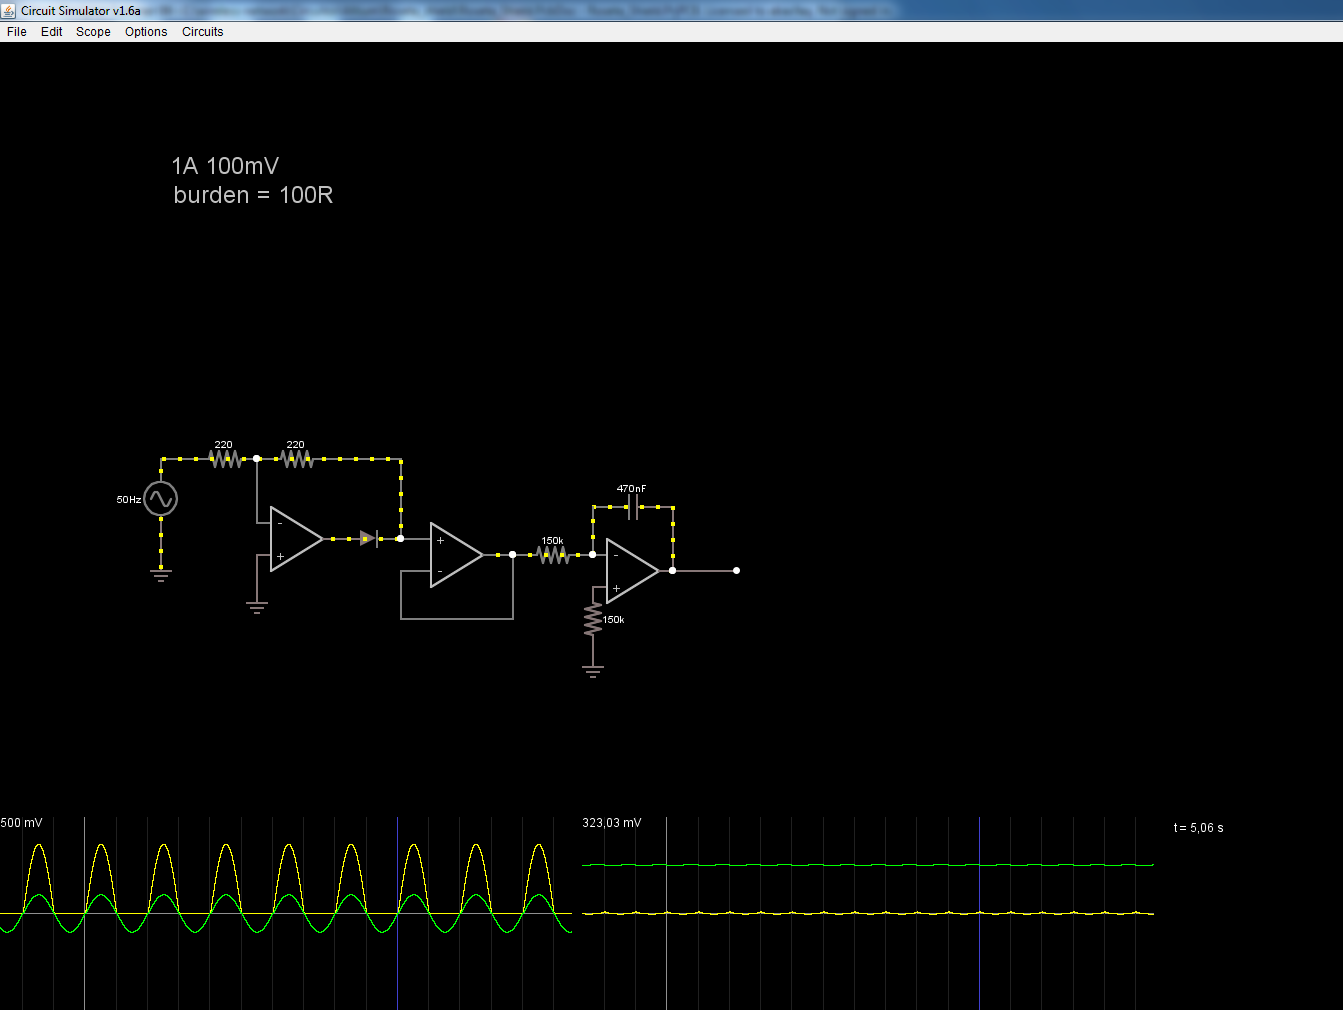 Circuit Simulator v1.6a
File Edit Scope Options Circuits
1A 100mV
burden = 100R
220 220
470nF
50Hz
-
+
+
-
150k
-
+
150k
500 mV
323,03 mV
t = 5,06 s